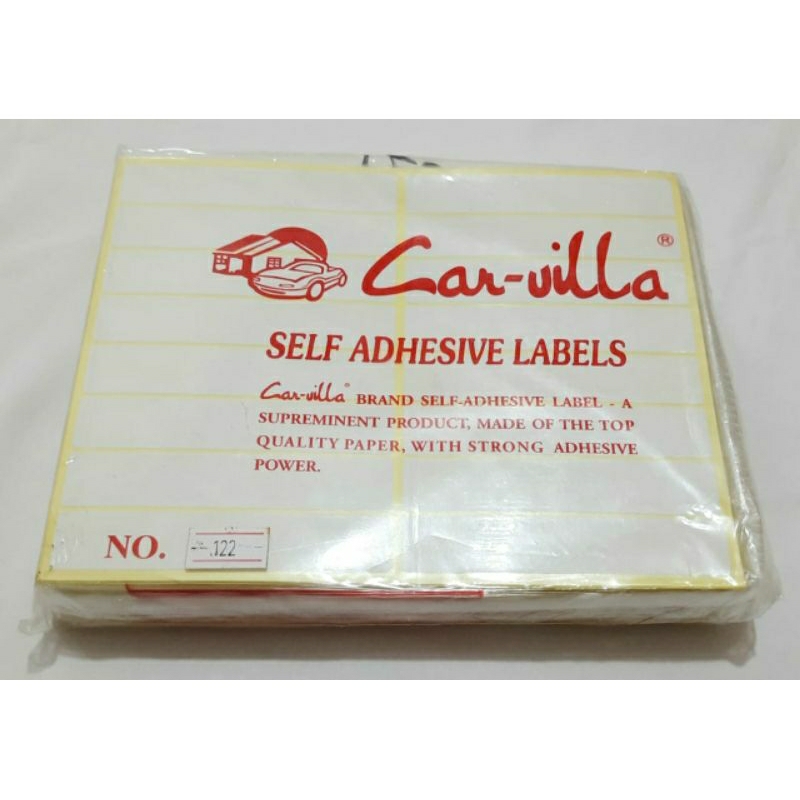 Car-villa®
SELF ADHESIVE LABELS
Car-villa® BRAND SELF-ADHESIVE LABEL - A
SUPREMINENT PRODUCT, MADE OF THE TOP
QUALITY PAPER, WITH STRONG ADHESIVE
POWER.
NO. 122